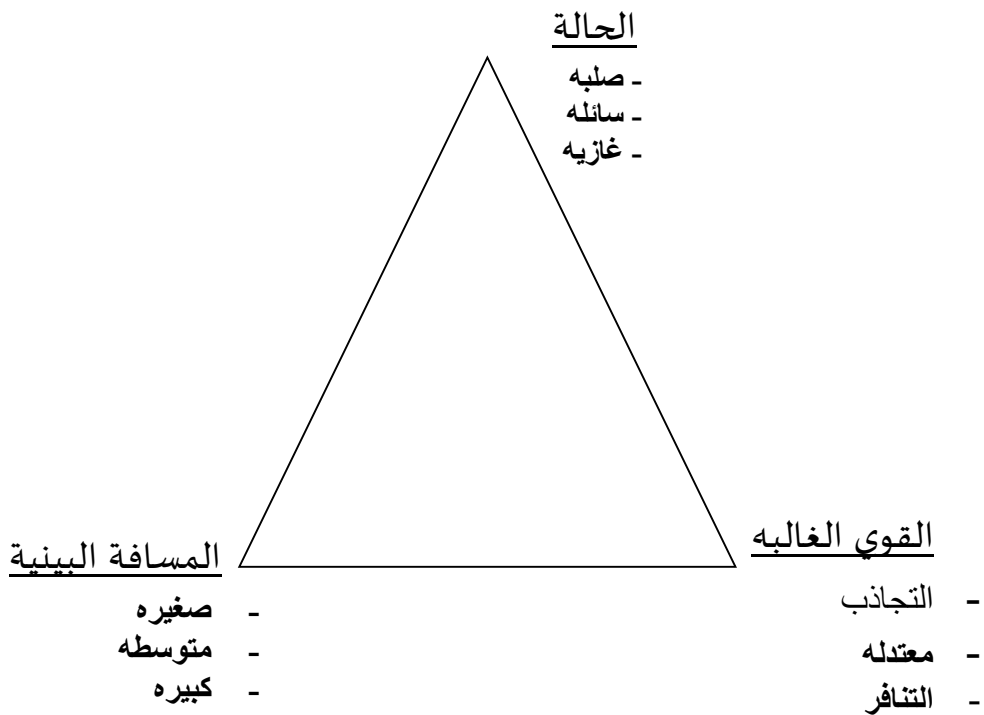 الحالة
- صلبه
- سائله
- غازيه
القوي الغالبه
- التجاذب
- معتدله
- التنافر
المسافة البينية
- صغيره
- متوسطه
- كبيره